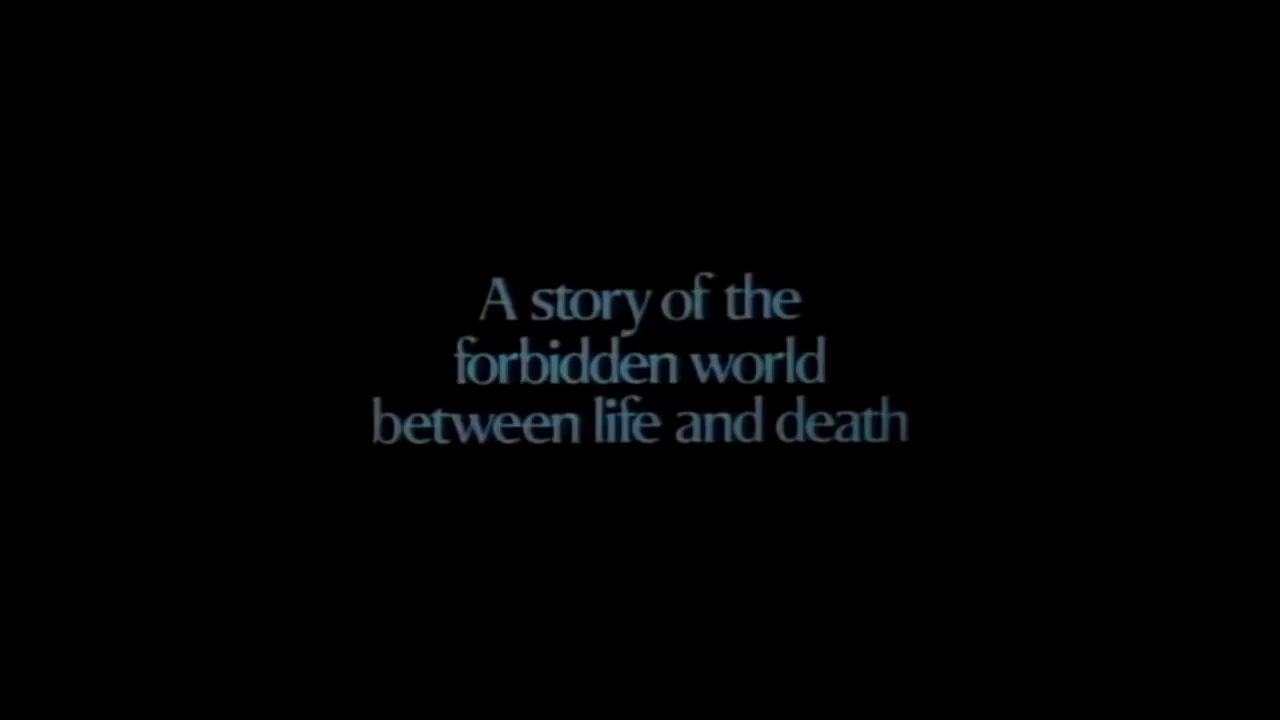 A story of the
forbidden world
between life and death